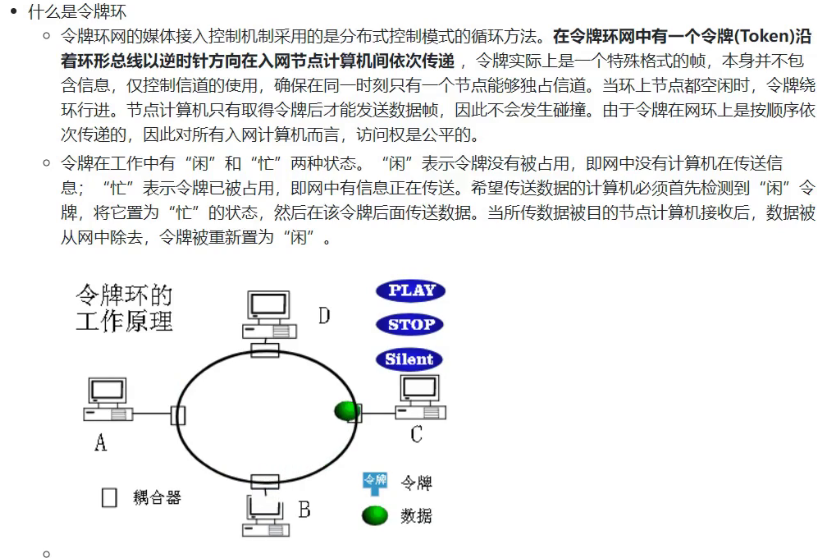 什么是令牌环
令牌环网的媒体接入控制机制采用的是分布式控制模式的循环方法。在令牌环网中有一个令牌(Token)沿
着环形总线以逆时针方向在入网节点计算机间依次传递 ，令牌实际上是一个特殊格式的帧，本身并不包
含信息，仅控制信道的使用，确保在同一时刻只有一个节点能够独占信道。当环上节点都空闲时，令牌绕
环行进。节点计算机只有取得令牌后才能发送数据帧，因此不会发生碰撞。由于令牌在网环上是按顺序依
次传递的，因此对所有入网计算机而言，访问权是公平的。
令牌在工作中有“闲”和“忙”两种状态。“闲”表示令牌没有被占用，即网中没有计算机在传送信
息；“忙”表示令牌已被占用，即网中有信息正在传送。希望传送数据的计算机必须首先检测到“闲”令
牌，将它置为“忙”的状态，然后在该令牌后面传送数据。当所传数据被目的节点计算机接收后，数据被
从网中除去，令牌被重新置为“闲”。
令牌环的
工作原理
D
PLAY
STOP
Silent
A
C
B
耦合器
令牌 令牌
数据